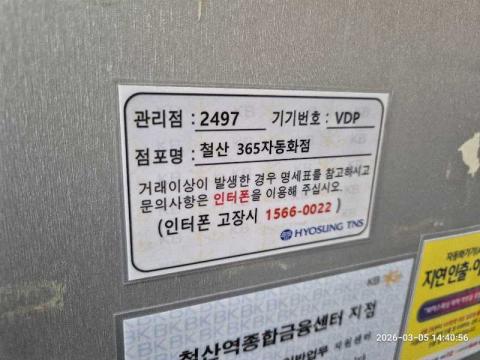 관리점 : 2497 기기번호 : VDP
점포명 : 철산 365자동화점
거래이상이 발생한 경우 명세표를 참고하시고
문의사항은 인터폰을 이용해 주십시오.
(인터폰 고장시 1566-0022)
HYOSUNG TNS
KB
철산역종합금융센터 지점
지연인출·이
2026-03-05 14:40:56